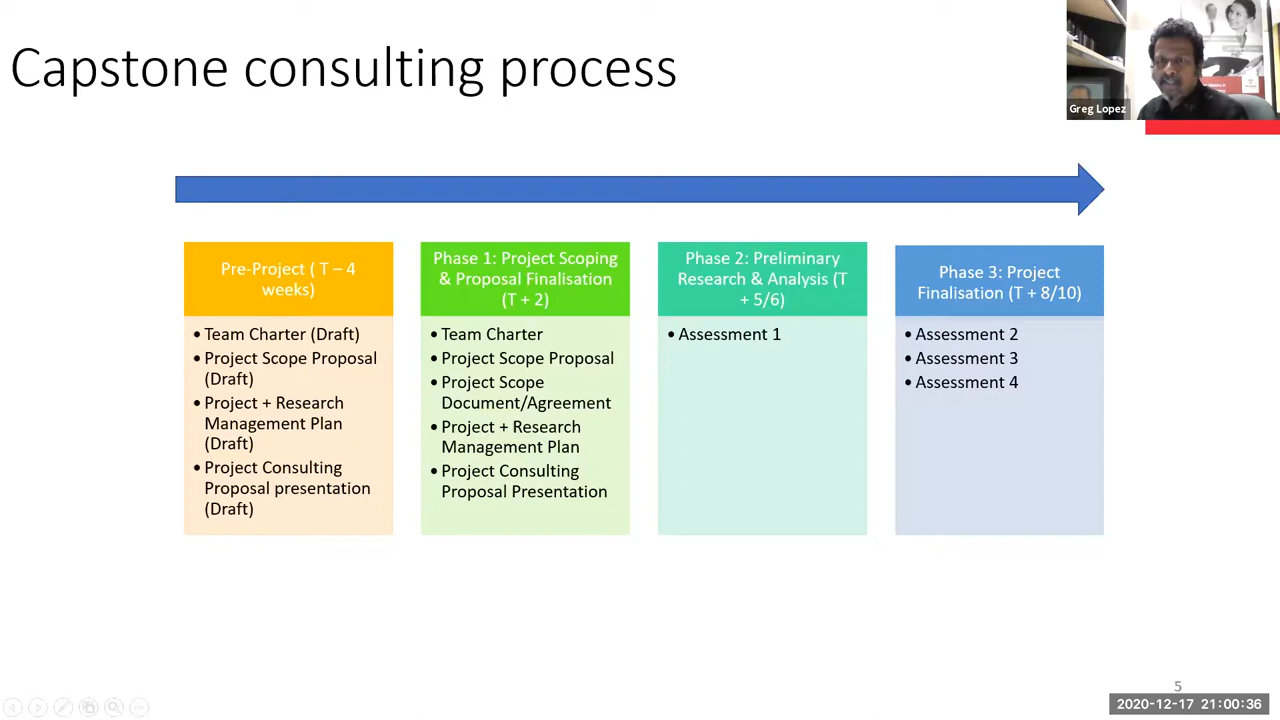 Capstone consulting process
Greg Lopez
Pre-Project ( T – 4
weeks)
• Team Charter (Draft)
• Project Scope Proposal
(Draft)
• Project + Research
Management Plan
(Draft)
• Project Consulting
Proposal presentation
(Draft)
Phase 1: Project Scoping
& Proposal Finalisation
(T + 2)
• Team Charter
• Project Scope Proposal
• Project Scope
Document/Agreement
• Project + Research
Management Plan
• Project Consulting
Proposal Presentation
Phase 2: Preliminary
Research & Analysis (T
+ 5/6)
• Assessment 1
Phase 3: Project
Finalisation (T + 8/10)
• Assessment 2
• Assessment 3
• Assessment 4
5
2020-12-17 21:00:36